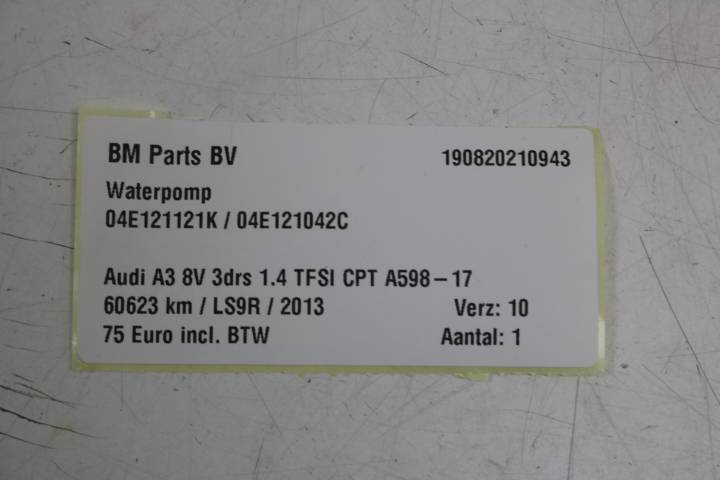 BM Parts BV 190820210943
Waterpomp
04E121121K / 04E121042C
Audi A3 8V 3drs 1.4 TFSI CPT A598-17
60623 km / LS9R / 2013 Verz: 10
75 Euro incl. BTW Aantal: 1